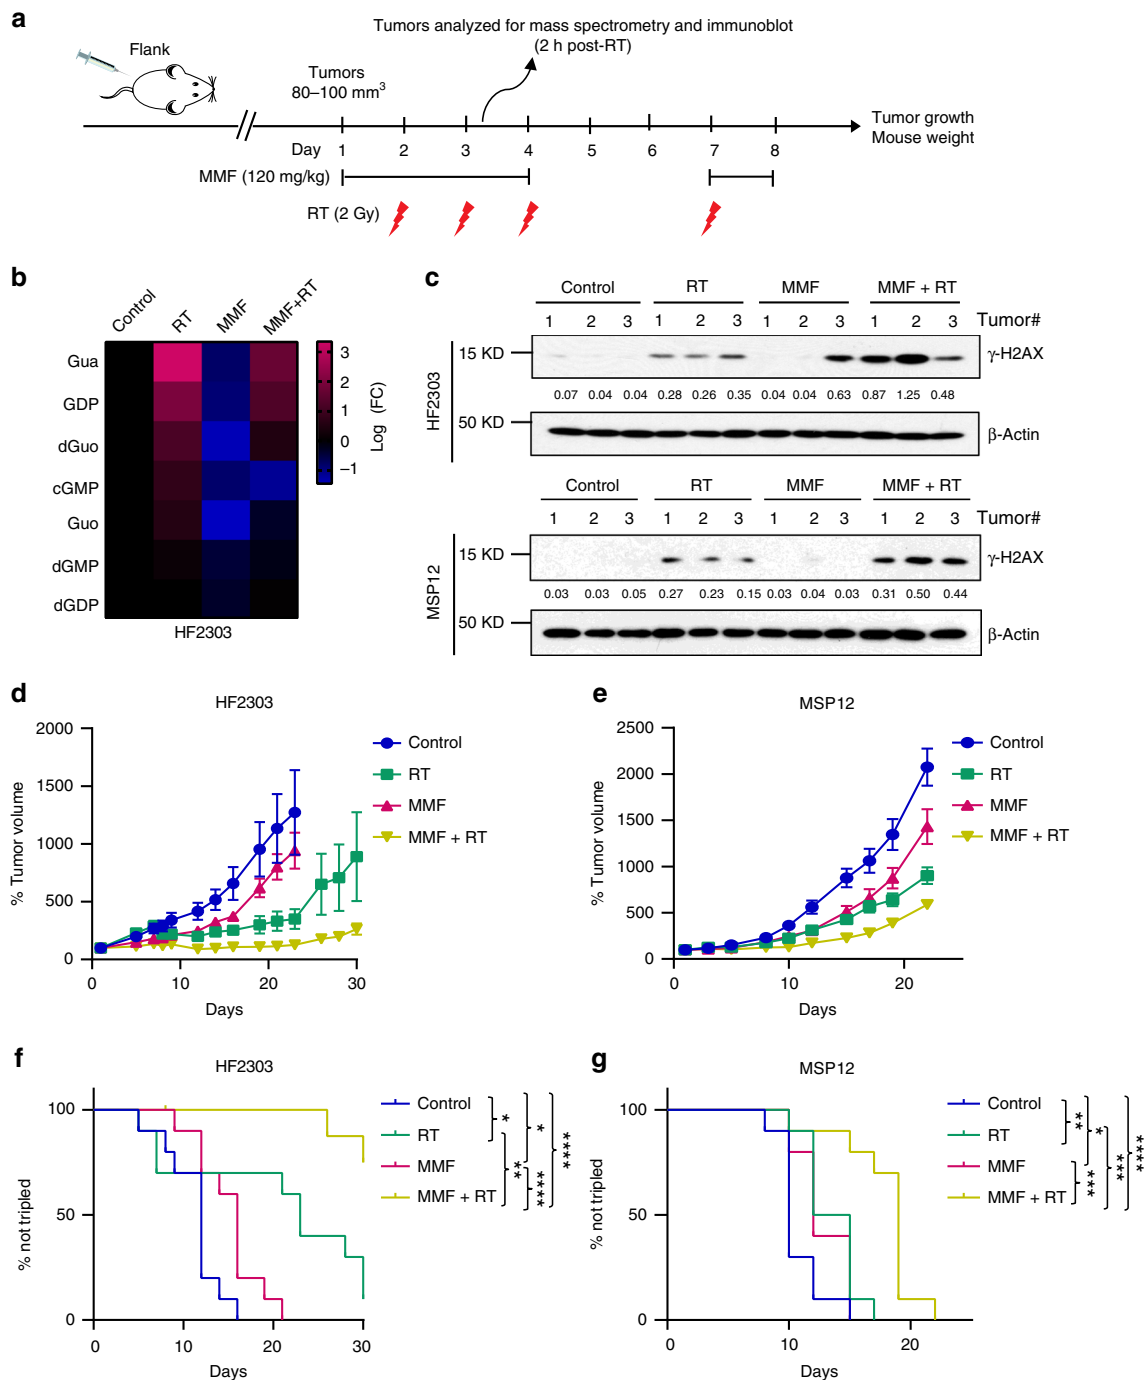 a
Tumors analyzed for mass spectrometry and immunoblot
(2 h post-RT)
Flank
Tumors
80–100 mm³
Tumor growth
Mouse weight
Day 1 2 3 4 5 6 7 8
MMF (120 mg/kg)
RT (2 Gy)
b
Control RT MMF MMF+RT
Gua
GDP
dGuo
cGMP
Guo
dGMP
dGDP
HF2303
3
2
1
0
−1
Log (FC)
c
Control RT MMF MMF + RT
1 2 3 1 2 3 1 2 3 1 2 3 Tumor#
15 KD γ-H2AX
0.07 0.04 0.04 0.28 0.26 0.35 0.04 0.04 0.63 0.87 1.25 0.48
50 KD β-Actin
HF2303
Control RT MMF MMF + RT
1 2 3 1 2 3 1 2 3 1 2 3 Tumor#
15 KD γ-H2AX
0.03 0.03 0.05 0.27 0.23 0.15 0.03 0.04 0.03 0.31 0.50 0.44
50 KD β-Actin
MSP12
d
HF2303
% Tumor volume
2000
1500
1000
500
0
0 10 20 30
Days
Control
RT
MMF
MMF + RT
e
MSP12
% Tumor volume
2500
2000
1500
1000
500
0
0 10 20
Days
Control
RT
MMF
MMF + RT
f
HF2303
% not tripled
100
50
0
0 10 20 30
Days
Control
RT
MMF
MMF + RT
*
**
*
****
****
g
MSP12
% not tripled
100
50
0
0 10 20
Days
Control
RT
MMF
MMF + RT
**
***
*
***
****